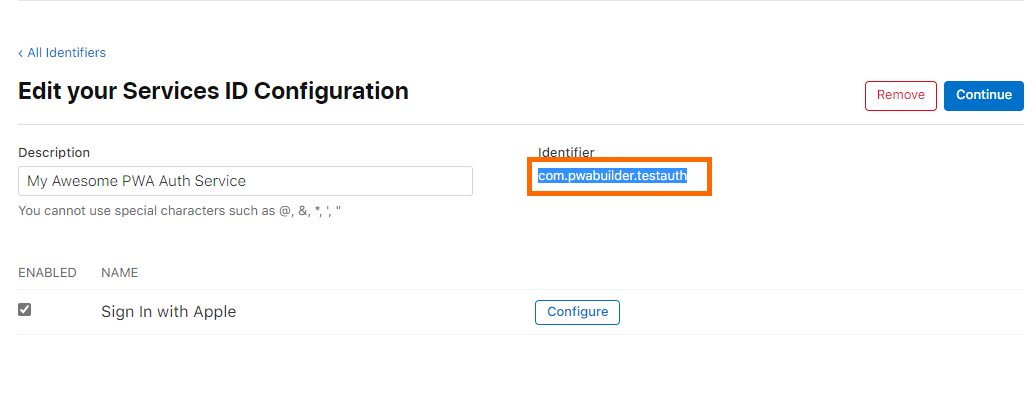 ‹ All Identifiers
Edit your Services ID Configuration
Remove
Continue
Description
Identifier
My Awesome PWA Auth Service
com.pwabuilder.testauth
You cannot use special characters such as @, &, *, ', "
ENABLED NAME
Sign In with Apple
Configure